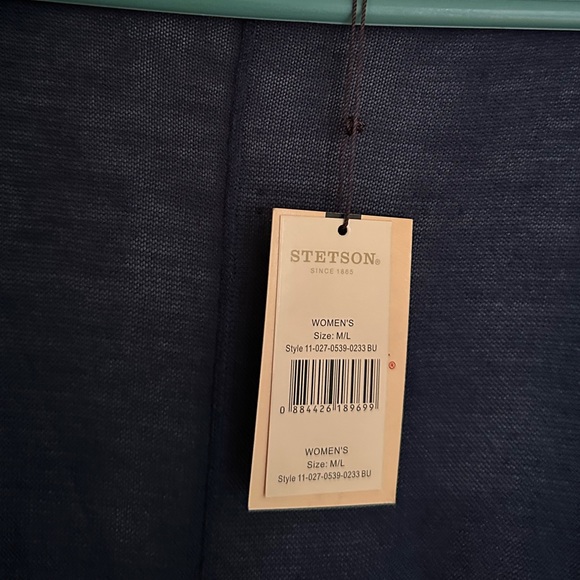 STETSON®
SINCE 1865
WOMEN'S
Size: M/L
Style 11-027-0539-0233 BU
0 884426 189699
WOMEN'S
Size: M/L
Style 11-027-0539-0233 BU